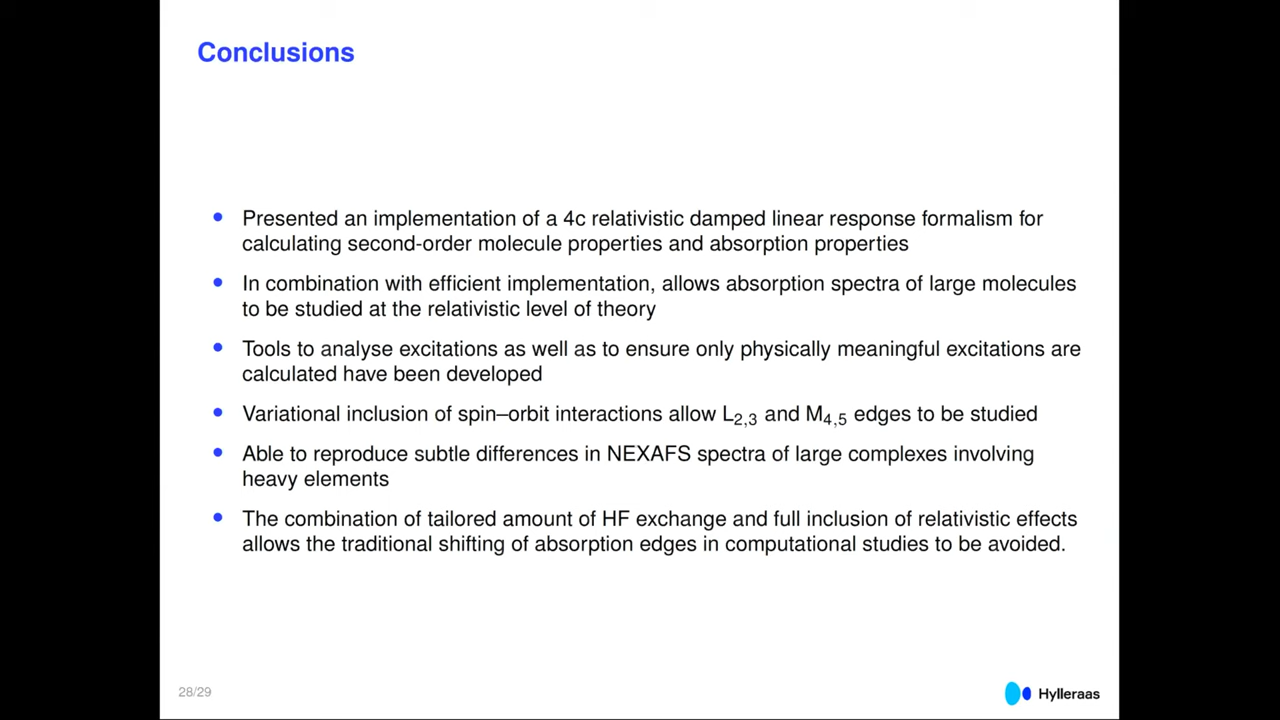 Conclusions
Presented an implementation of a 4c relativistic damped linear response formalism for
calculating second-order molecule properties and absorption properties
In combination with efficient implementation, allows absorption spectra of large molecules
to be studied at the relativistic level of theory
Tools to analyse excitations as well as to ensure only physically meaningful excitations are
calculated have been developed
Variational inclusion of spin–orbit interactions allow L2,3 and M4,5 edges to be studied
Able to reproduce subtle differences in NEXAFS spectra of large complexes involving
heavy elements
The combination of tailored amount of HF exchange and full inclusion of relativistic effects
allows the traditional shifting of absorption edges in computational studies to be avoided.
28/29
Hylleraas